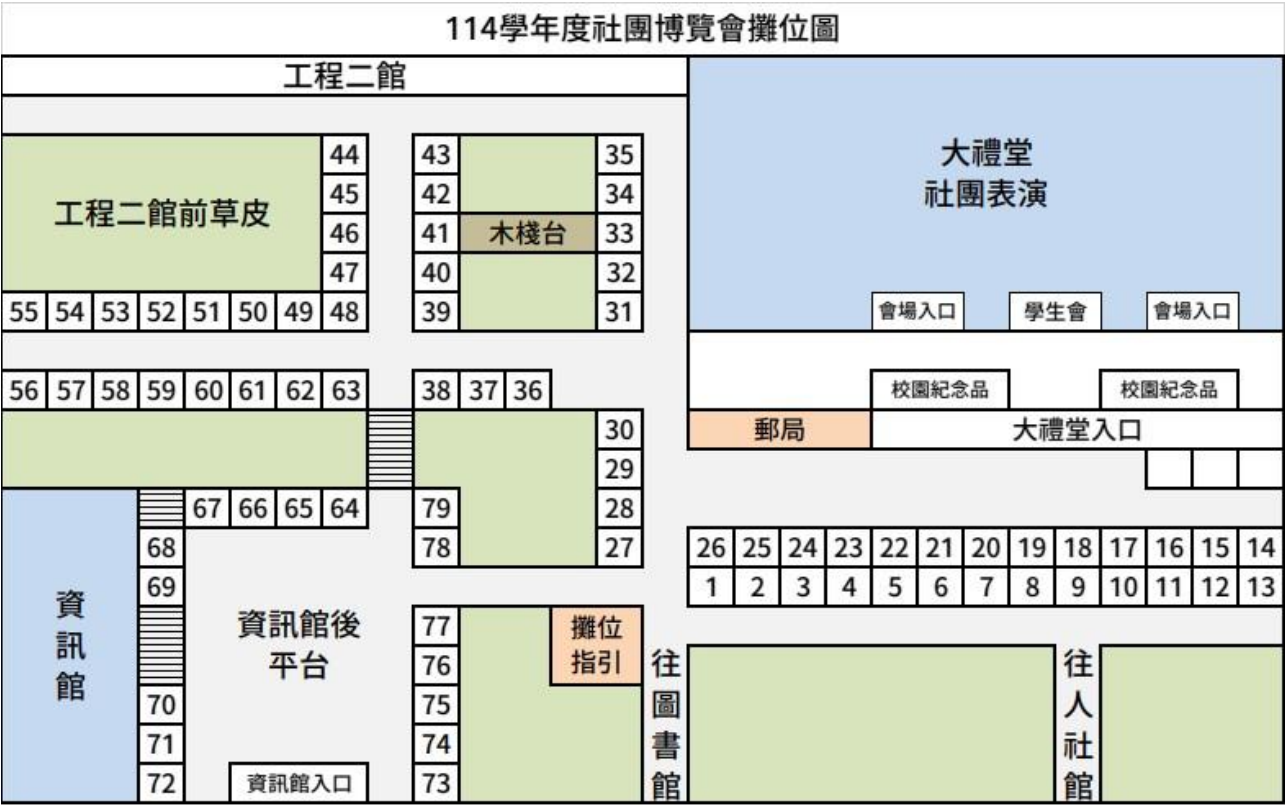 114學年度社團博覽會攤位圖
工程二館
大禮堂
社團表演
44 43 35
45 42 34
工程二館前草皮
46 41 木棧台 33
47 40 32
55 54 53 52 51 50 49 48 39 31
會場入口 學生會 會場入口
56 57 58 59 60 61 62 63 38 37 36
校園紀念品 校園紀念品
30
郵局 大禮堂入口
29
67 66 65 64 79 28
68 78 27
26 25 24 23 22 21 20 19 18 17 16 15 14
69
1 2 3 4 5 6 7 8 9 10 11 12 13
資訊館
資訊館後
平台
77
攤位
指引
76
往圖書館
往人社館
70 75
71 74
72 資訊館入口 73